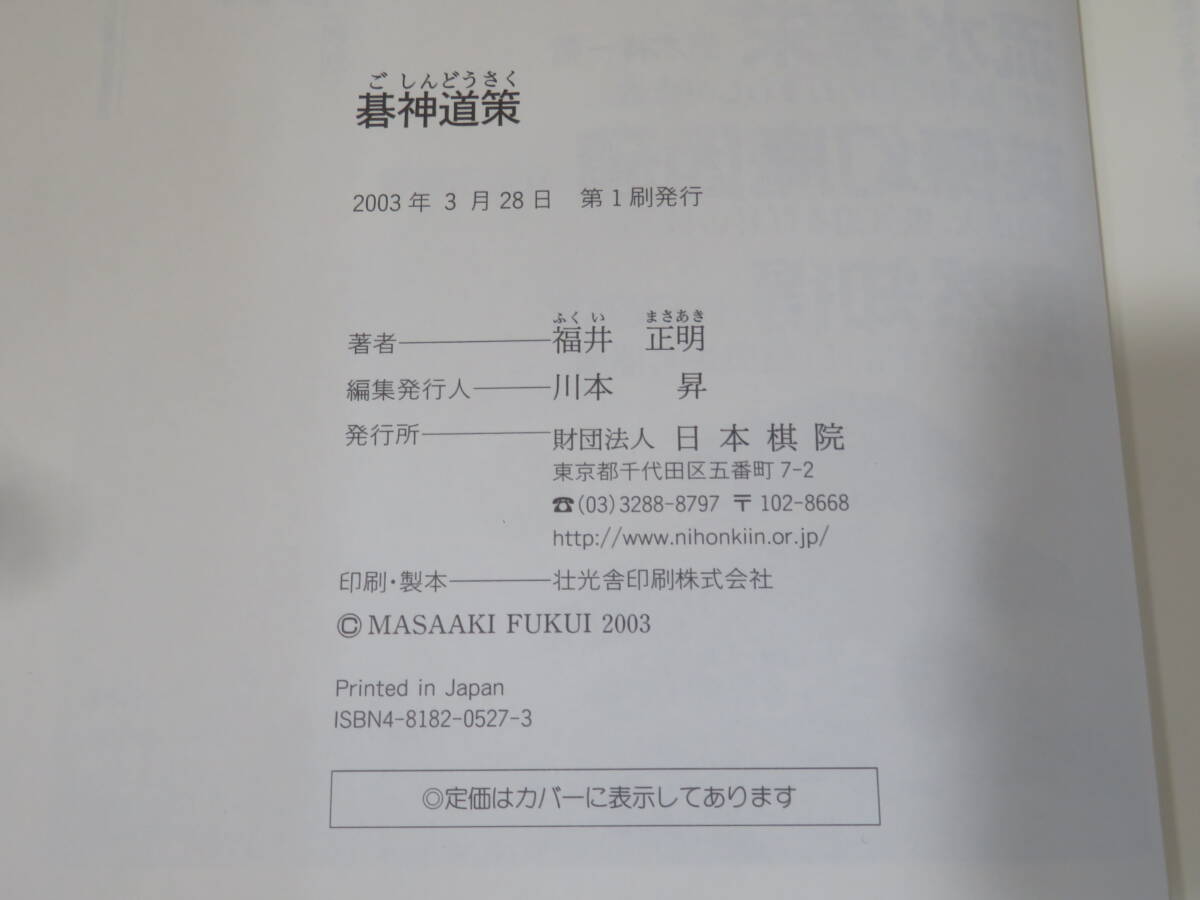 ご しんどうさく
碁神道策
2003年 3 月28日　第1刷発行
ふく い　まさあき
著者――――福井　正明
編集発行人――川本　昇
発行所――――財団法人 日本棋院
東京都千代田区五番町 7-2
☎(03)3288-8797 〒102-8668
http://www.nihonkiin.or.jp/
印刷・製本――――壮光舎印刷株式会社
© MASAAKI FUKUI 2003
Printed in Japan
ISBN4-8182-0527-3
◎定価はカバーに表示してあります